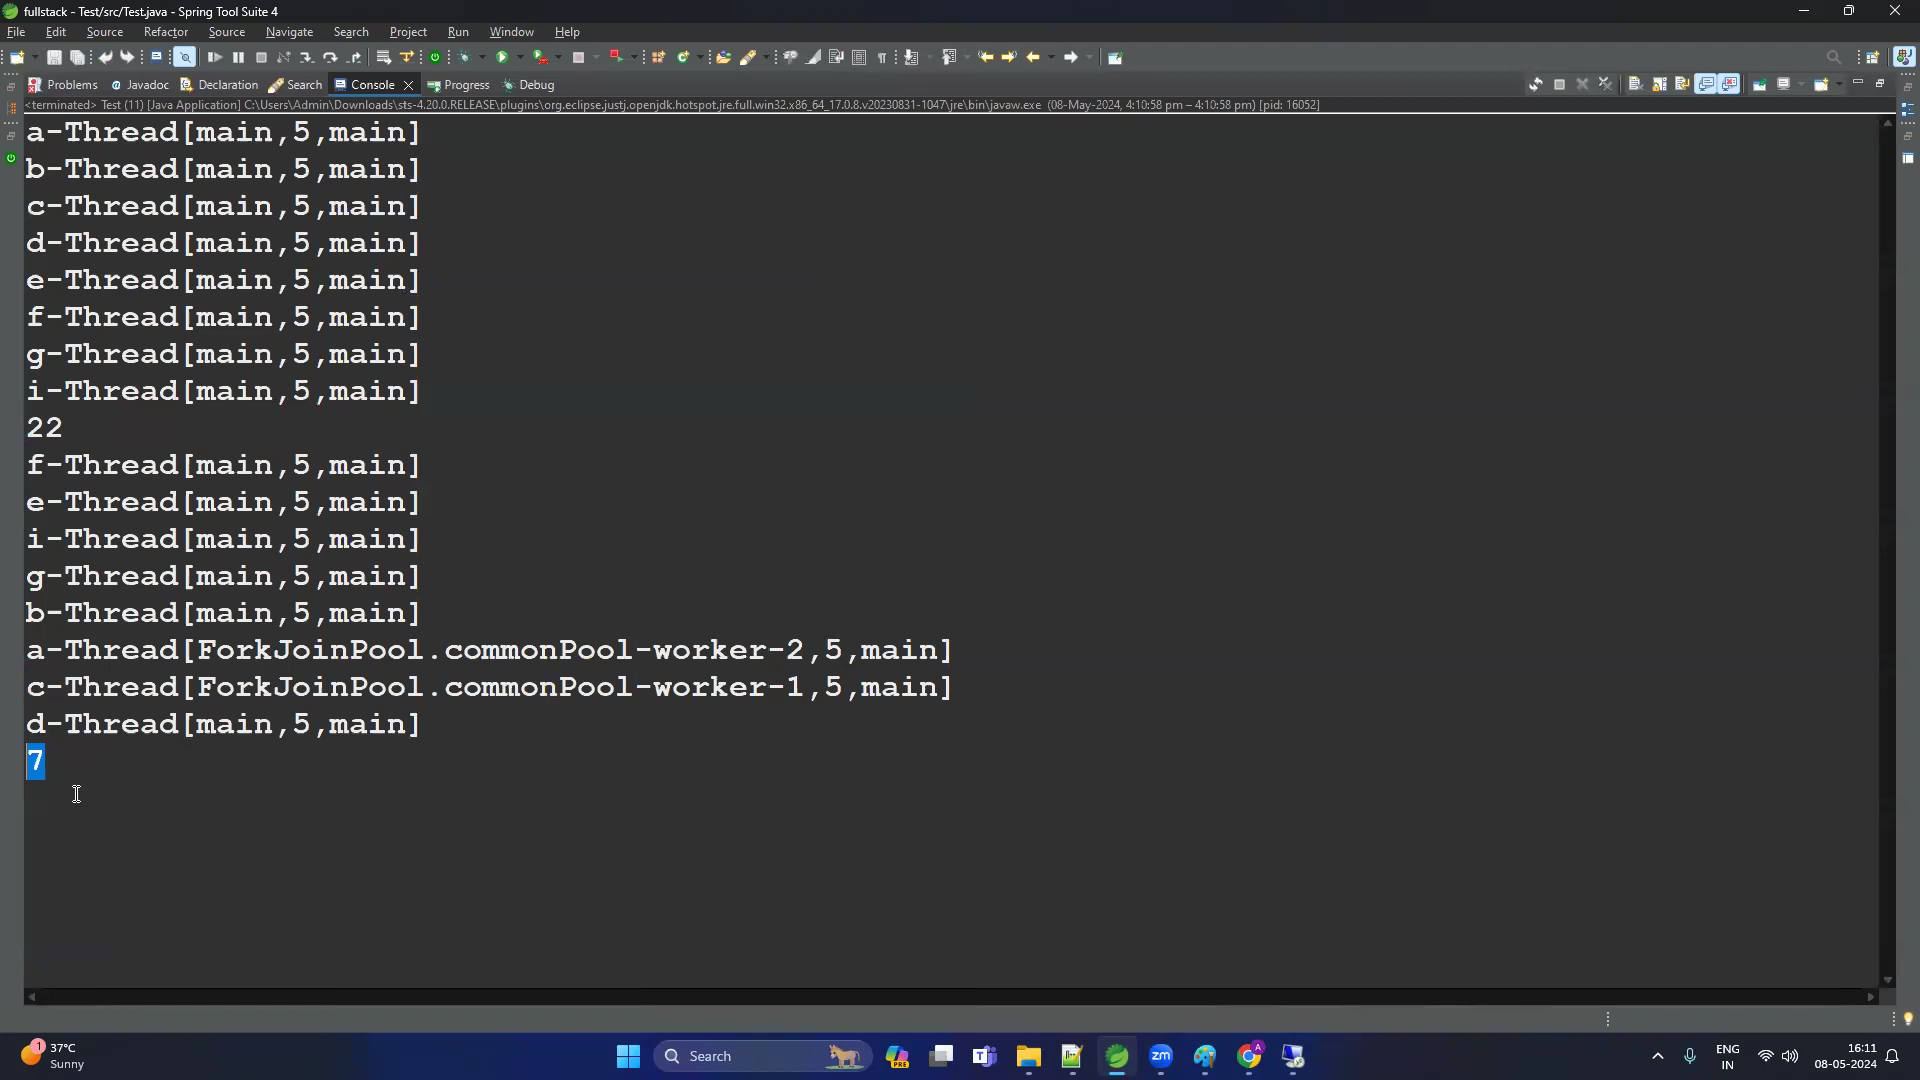 fullstack - Test/src/Test.java - Spring Tool Suite 4
File Edit Source Refactor Source Navigate Search Project Run Window Help
Problems Javadoc Declaration Search Console Progress Debug
<terminated> Test (11) [Java Application] C:\Users\Admin\Downloads\sts-4.20.0.RELEASE\plugins\org.eclipse.justj.openjdk.hotspot.jre.full.win32.x86_64_17.0.8.v20230831-1047\jre\bin\javaw.exe (08-May-2024, 4:10:58 pm – 4:10:58 pm) [pid: 16052]
a-Thread[main,5,main]
b-Thread[main,5,main]
c-Thread[main,5,main]
d-Thread[main,5,main]
e-Thread[main,5,main]
f-Thread[main,5,main]
g-Thread[main,5,main]
i-Thread[main,5,main]
22
f-Thread[main,5,main]
e-Thread[main,5,main]
i-Thread[main,5,main]
g-Thread[main,5,main]
b-Thread[main,5,main]
a-Thread[ForkJoinPool.commonPool-worker-2,5,main]
c-Thread[ForkJoinPool.commonPool-worker-1,5,main]
d-Thread[main,5,main]
7
1
37°C
Sunny
Search
PRE
zm
A
ENG
IN
16:11
08-05-2024